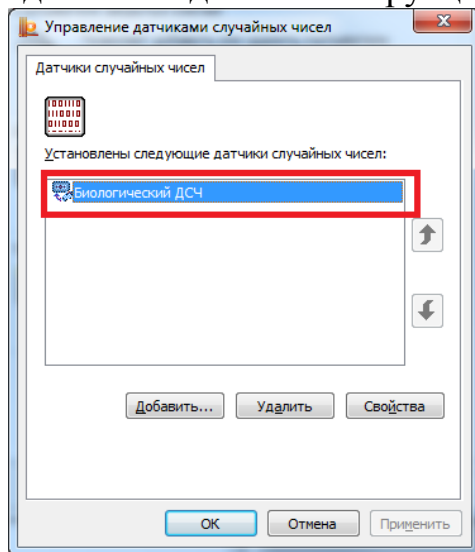 Управление датчиками случайных чисел
Датчики случайных чисел
Установлены следующие датчики случайных чисел:
Биологический ДСЧ
Добавить... Удалить Свойства
ОК Отмена Применить